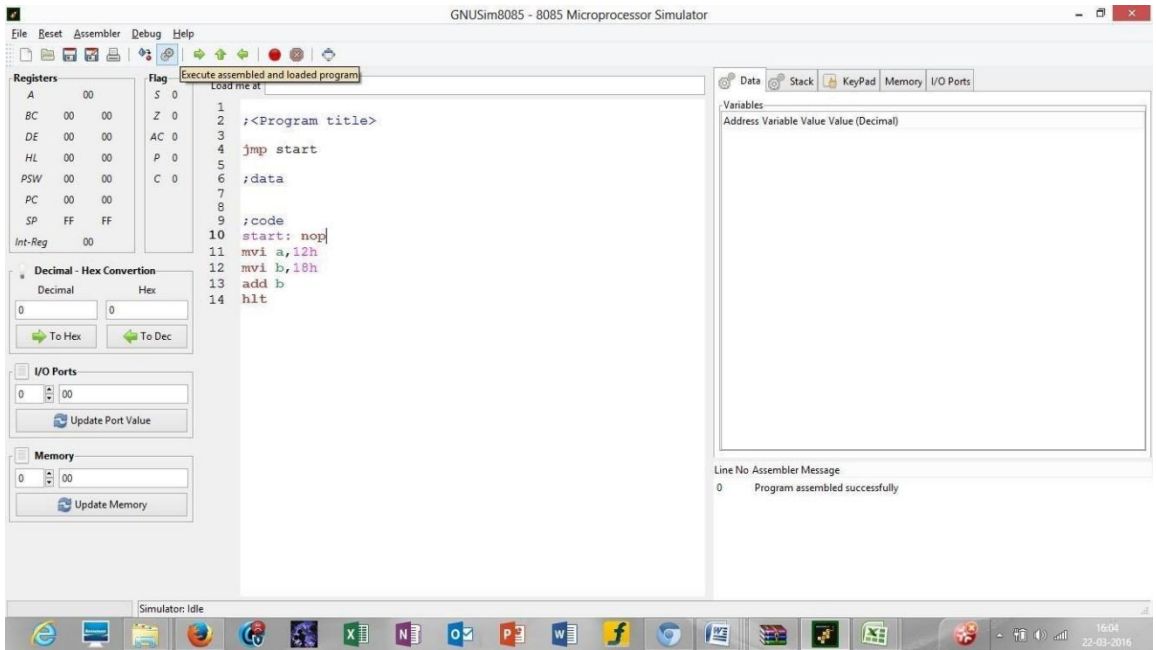 GNUSim8085 - 8085 Microprocessor Simulator
File Reset Assembler Debug Help
Execute assembled and loaded program
Registers
A 00
BC 00 00
DE 00 00
HL 00 00
PSW 00 00
PC 00 00
SP FF FF
Int-Reg 00
Flag
S 0
Z 0
AC 0
P 0
C 0
Decimal - Hex Convertion
Decimal Hex
0 0
To Hex To Dec
I/O Ports
0 00
Update Port Value
Memory
0 00
Update Memory
Load me at
1
2 ;<Program title>
3
4 jmp start
5
6 ;data
7
8
9 ;code
10 start: nop
11 mvi a,12h
12 mvi b,18h
13 add b
14 hlt
Data Stack KeyPad Memory I/O Ports
Variables
Address Variable Value Value (Decimal)
Line No Assembler Message
0 Program assembled successfully
Simulator: Idle
16:04
22-03-2016